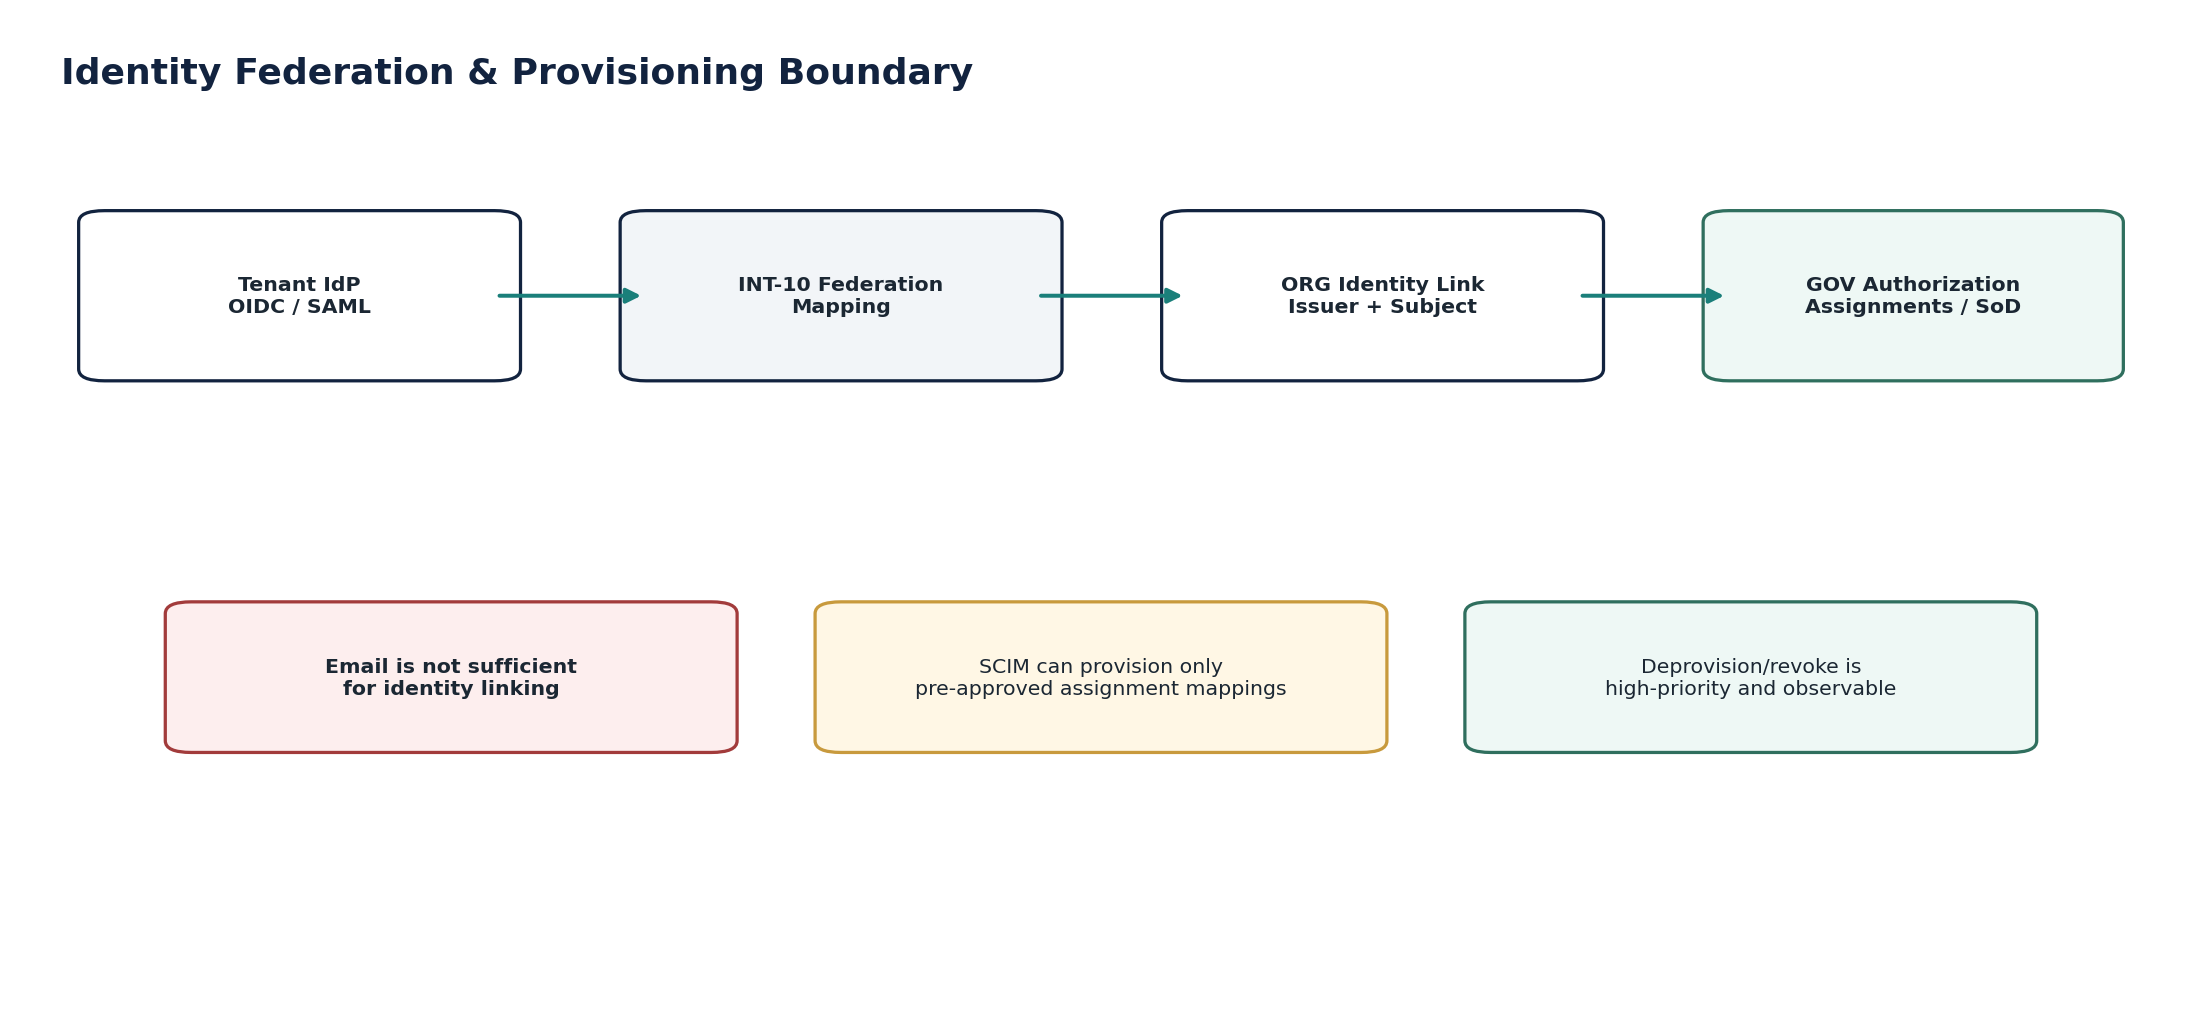 Identity Federation & Provisioning Boundary
Tenant IdP
OIDC / SAML
INT-10 Federation
Mapping
ORG Identity Link
Issuer + Subject
GOV Authorization
Assignments / SoD
Email is not sufficient
for identity linking
SCIM can provision only
pre-approved assignment mappings
Deprovision/revoke is
high-priority and observable